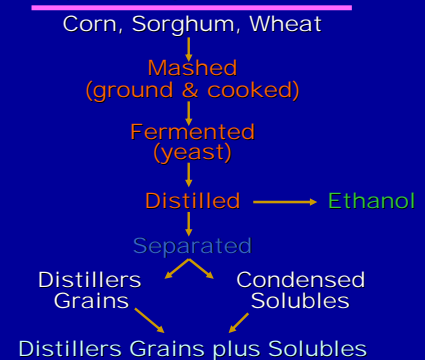 Corn, Sorghum, Wheat
Mashed
(ground & cooked)
Fermented
(yeast)
Distilled
Ethanol
Separated
Distillers
Grains
Condensed
Solubles
Distillers Grains plus Solubles